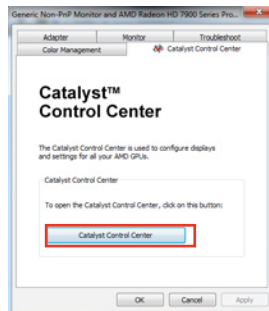 Generic Non-PnP Monitor and AMD Radeon HD 7900 Series Pro...
Adapter Monitor Troubleshoot
Color Management Catalyst Control Center
Catalyst™
Control Center
The Catalyst Control Center is used to configure displays
and settings for all your AMD GPUs.
Catalyst Control Center
To open the Catalyst Control Center, click on this button:
Catalyst Control Center
OK Cancel Apply